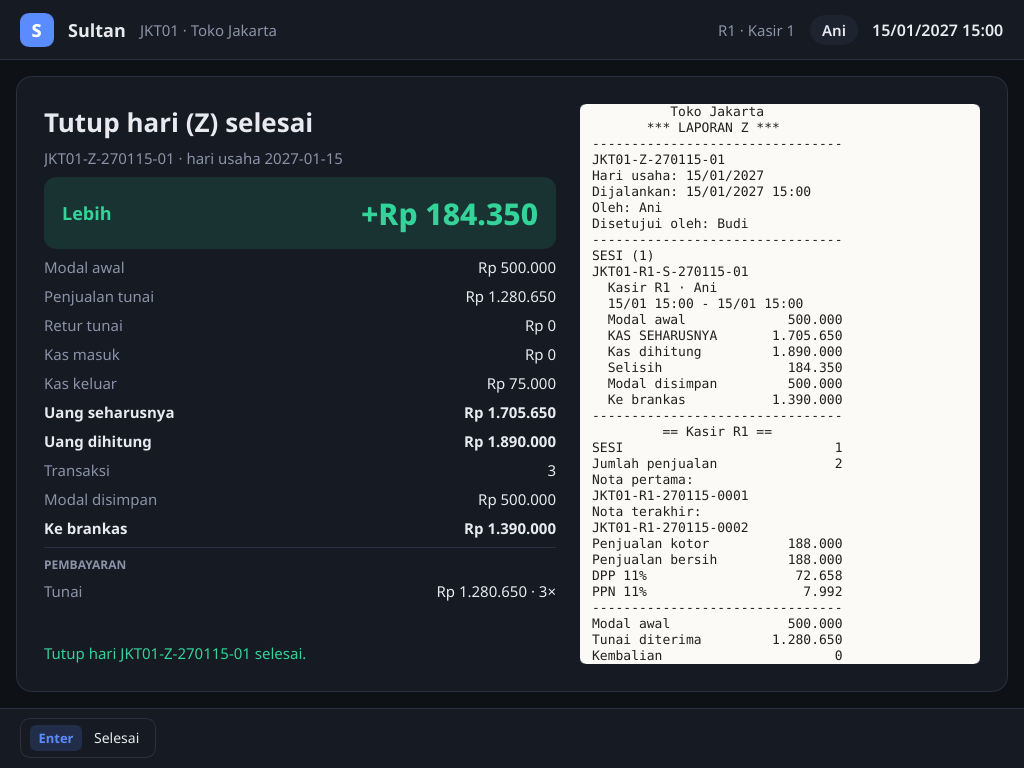 S Sultan JKT01 · Toko Jakarta R1 · Kasir 1 Ani 15/01/2027 15:00
Tutup hari (Z) selesai
JKT01-Z-270115-01 · hari usaha 2027-01-15
Lebih +Rp 184.350
Modal awal Rp 500.000
Penjualan tunai Rp 1.280.650
Retur tunai Rp 0
Kas masuk Rp 0
Kas keluar Rp 75.000
Uang seharusnya Rp 1.705.650
Uang dihitung Rp 1.890.000
Transaksi 3
Modal disimpan Rp 500.000
Ke brankas Rp 1.390.000
PEMBAYARAN
Tunai Rp 1.280.650 · 3×
Tutup hari JKT01-Z-270115-01 selesai.
Toko Jakarta
*** LAPORAN Z ***
--------------------------------
JKT01-Z-270115-01
Hari usaha: 15/01/2027
Dijalankan: 15/01/2027 15:00
Oleh: Ani
Disetujui oleh: Budi
--------------------------------
SESI (1)
JKT01-R1-S-270115-01
Kasir R1 · Ani
15/01 15:00 - 15/01 15:00
Modal awal 500.000
KAS SEHARUSNYA 1.705.650
Kas dihitung 1.890.000
Selisih 184.350
Modal disimpan 500.000
Ke brankas 1.390.000
--------------------------------
== Kasir R1 ==
SESI 1
Jumlah penjualan 2
Nota pertama:
JKT01-R1-270115-0001
Nota terakhir:
JKT01-R1-270115-0002
Penjualan kotor 188.000
Penjualan bersih 188.000
DPP 11% 72.658
PPN 11% 7.992
--------------------------------
Modal awal 500.000
Tunai diterima 1.280.650
Kembalian 0
Enter Selesai